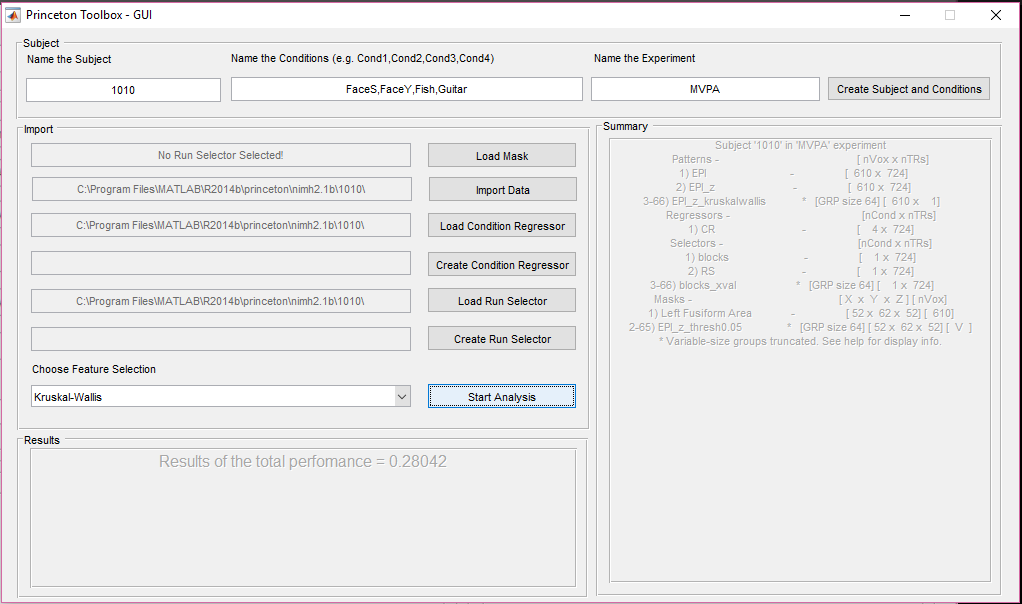 Princeton Toolbox - GUI
Subject
Name the Subject
Name the Conditions (e.g. Cond1,Cond2,Cond3,Cond4)
Name the Experiment
1010
FaceS,FaceY,Fish,Guitar
MVPA
Create Subject and Conditions
Import
No Run Selector Selected!
Load Mask
C:\Program Files\MATLAB\R2014b\princeton\nimh2.1b\1010\
Import Data
C:\Program Files\MATLAB\R2014b\princeton\nimh2.1b\1010\
Load Condition Regressor
Create Condition Regressor
C:\Program Files\MATLAB\R2014b\princeton\nimh2.1b\1010\
Load Run Selector
Create Run Selector
Choose Feature Selection
Kruskal-Wallis
Start Analysis
Results
Results of the total perfomance = 0.28042
Summary
Subject '1010' in 'MVPA' experiment
Patterns - [ nVox x nTRs]
1) EPI - [ 610 x 724]
2) EPI_z - [ 610 x 724]
3-66) EPI_z_kruskalwallis * [GRP size 64] [ 610 x 1]
Regressors - [nCond x nTRs]
1) CR - [ 4 x 724]
Selectors - [nCond x nTRs]
1) blocks - [ 1 x 724]
2) RS - [ 1 x 724]
3-66) blocks_xval * [GRP size 64] [ 1 x 724]
Masks - [ X x Y x Z ] [ nVox]
1) Left Fusiform Area - [ 52 x 62 x 52] [ 610]
2-65) EPI_z_thresh0.05 * [GRP size 64] [ 52 x 62 x 52] [ V ]
* Variable-size groups truncated. See help for display info.